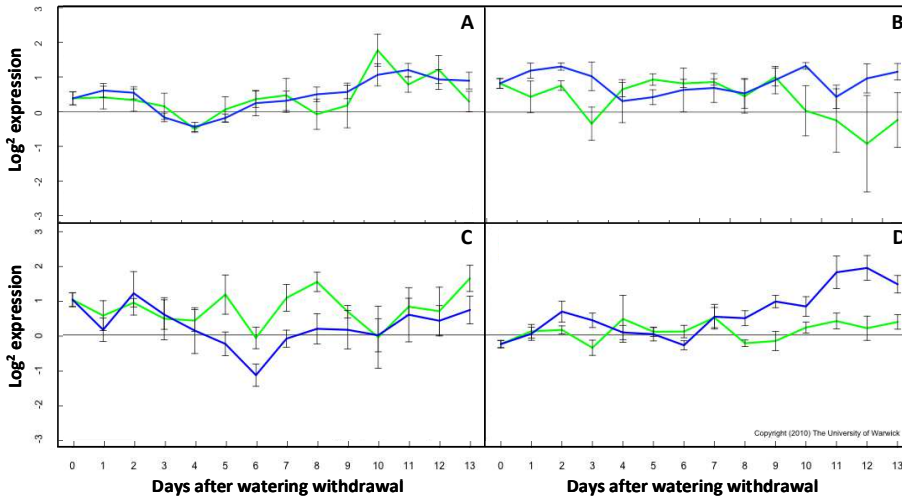 A
B
Log² expression
3
2
1
0
-1
-2
-3
C
D
Log² expression
3
2
1
0
-1
-2
-3
Copyright (2010) The University of Warwick
0 1 2 3 4 5 6 7 8 9 10 11 12 13
0 1 2 3 4 5 6 7 8 9 10 11 12 13
Days after watering withdrawal
Days after watering withdrawal